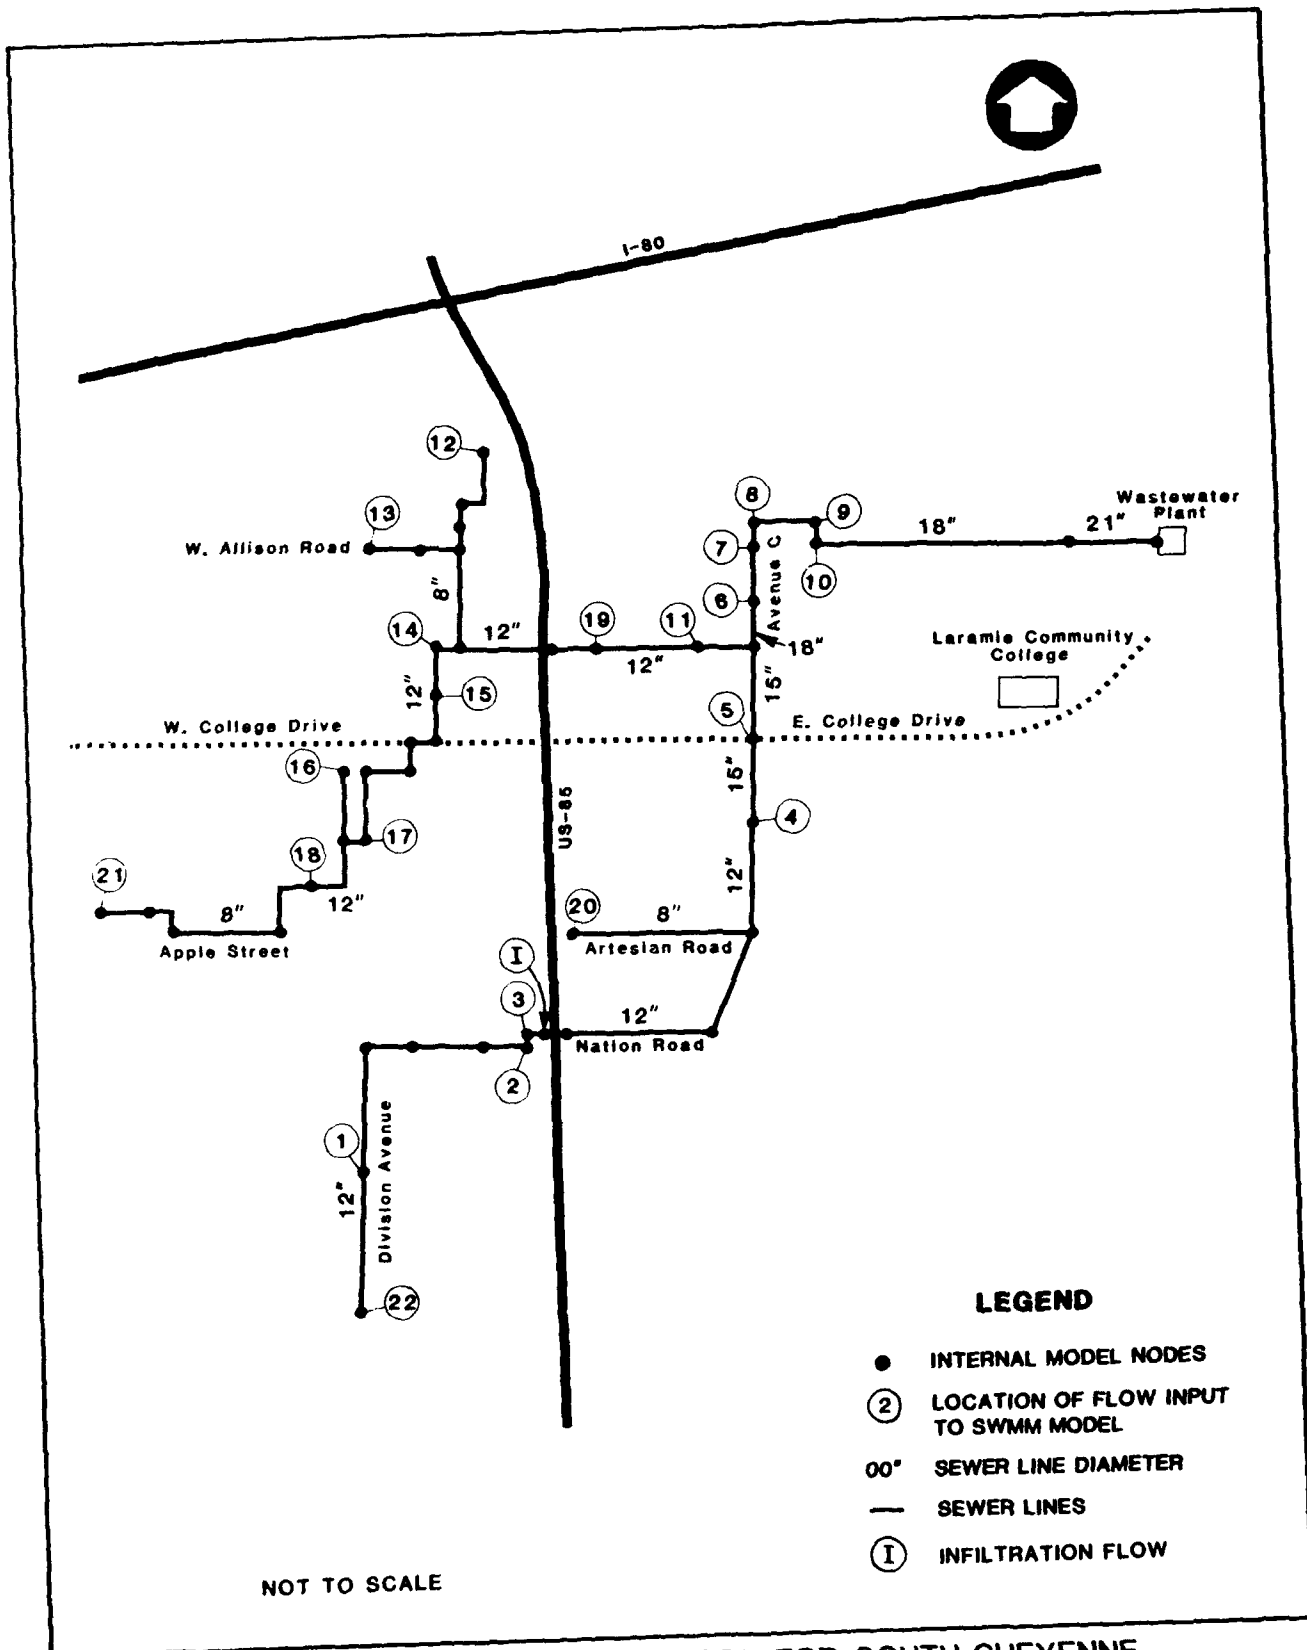 I-80
12
13
W. Allison Road
8"
8
9
7
Avenue C
18"
21"
Wastewater
Plant
10
6
14
12"
19
11
12"
18"
12"
15
15"
Laramie Community
College
5
W. College Drive
E. College Drive
16
15"
US-85
17
4
18
21
12"
12"
8"
Apple Street
20
8"
Artesian Road
I
3
12"
Nation Road
2
1
Division Avenue
12"
22
LEGEND
INTERNAL MODEL NODES
2 LOCATION OF FLOW INPUT
TO SWMM MODEL
00" SEWER LINE DIAMETER
SEWER LINES
I INFILTRATION FLOW
NOT TO SCALE
FOR SOUTH CHEYENNE